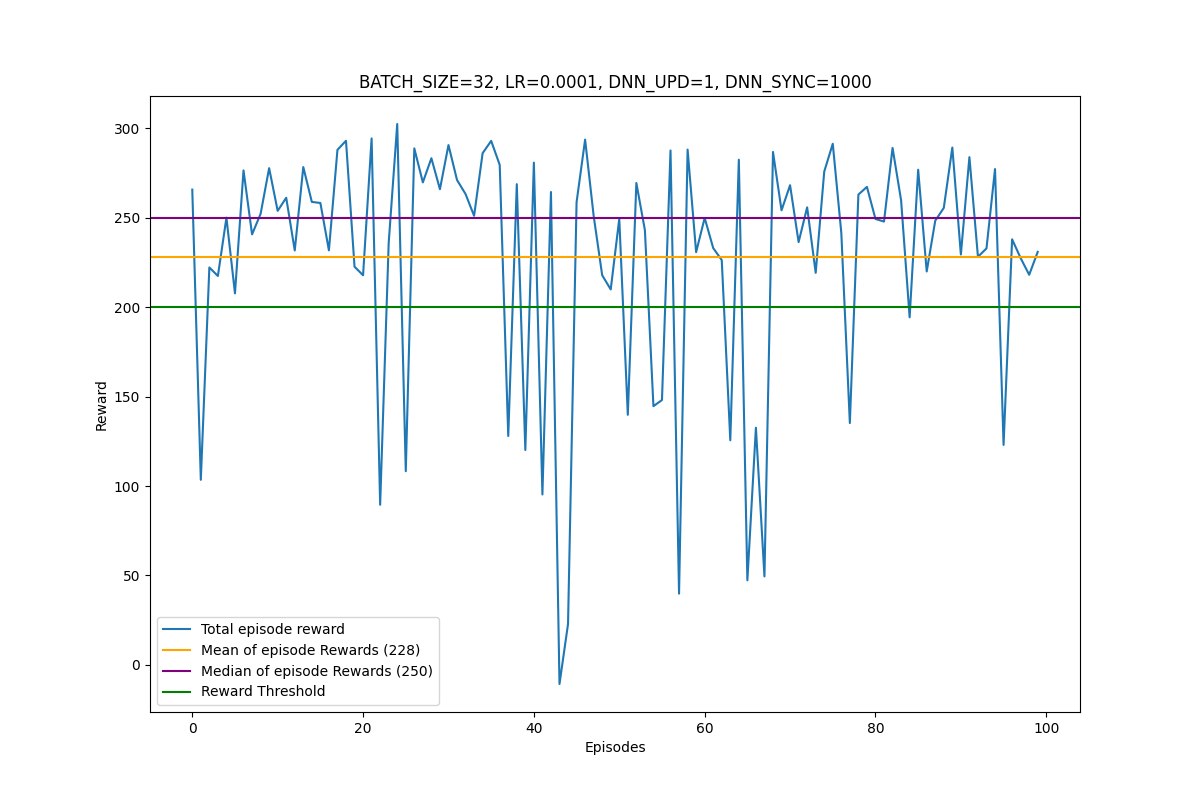 BATCH_SIZE=32, LR=0.0001, DNN_UPD=1, DNN_SYNC=1000
300
250
200
150
100
50
0
Reward
Total episode reward
Mean of episode Rewards (228)
Median of episode Rewards (250)
Reward Threshold
0 20 40 60 80 100
Episodes